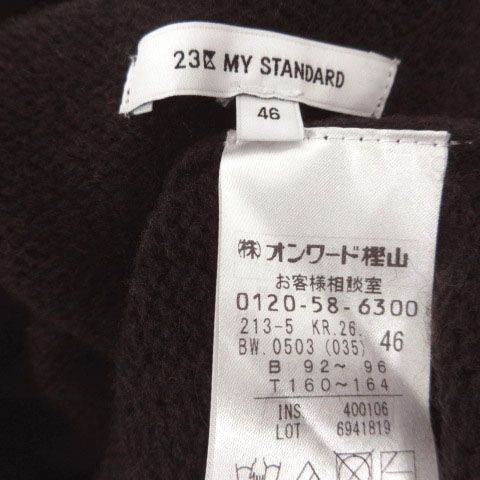 23区 MY STANDARD
46
㈱オンワード樫山
お客様相談室
0120-58-6300
213-5 KR.26.
BW.0503 (035) 46
B 92～ 96
T 160～164
INS 400106
LOT 6941819